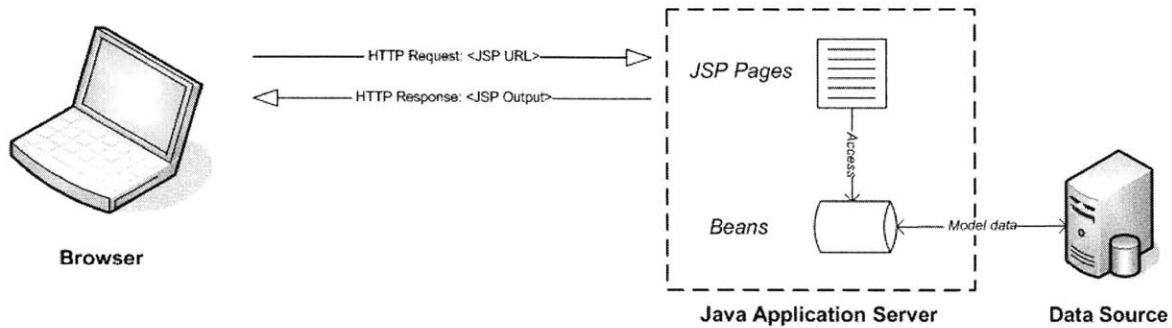 HTTP Request: <JSP URL>
HTTP Response: <JSP Output>
JSP Pages
Access
Beans
Model data
Browser
Java Application Server
Data Source